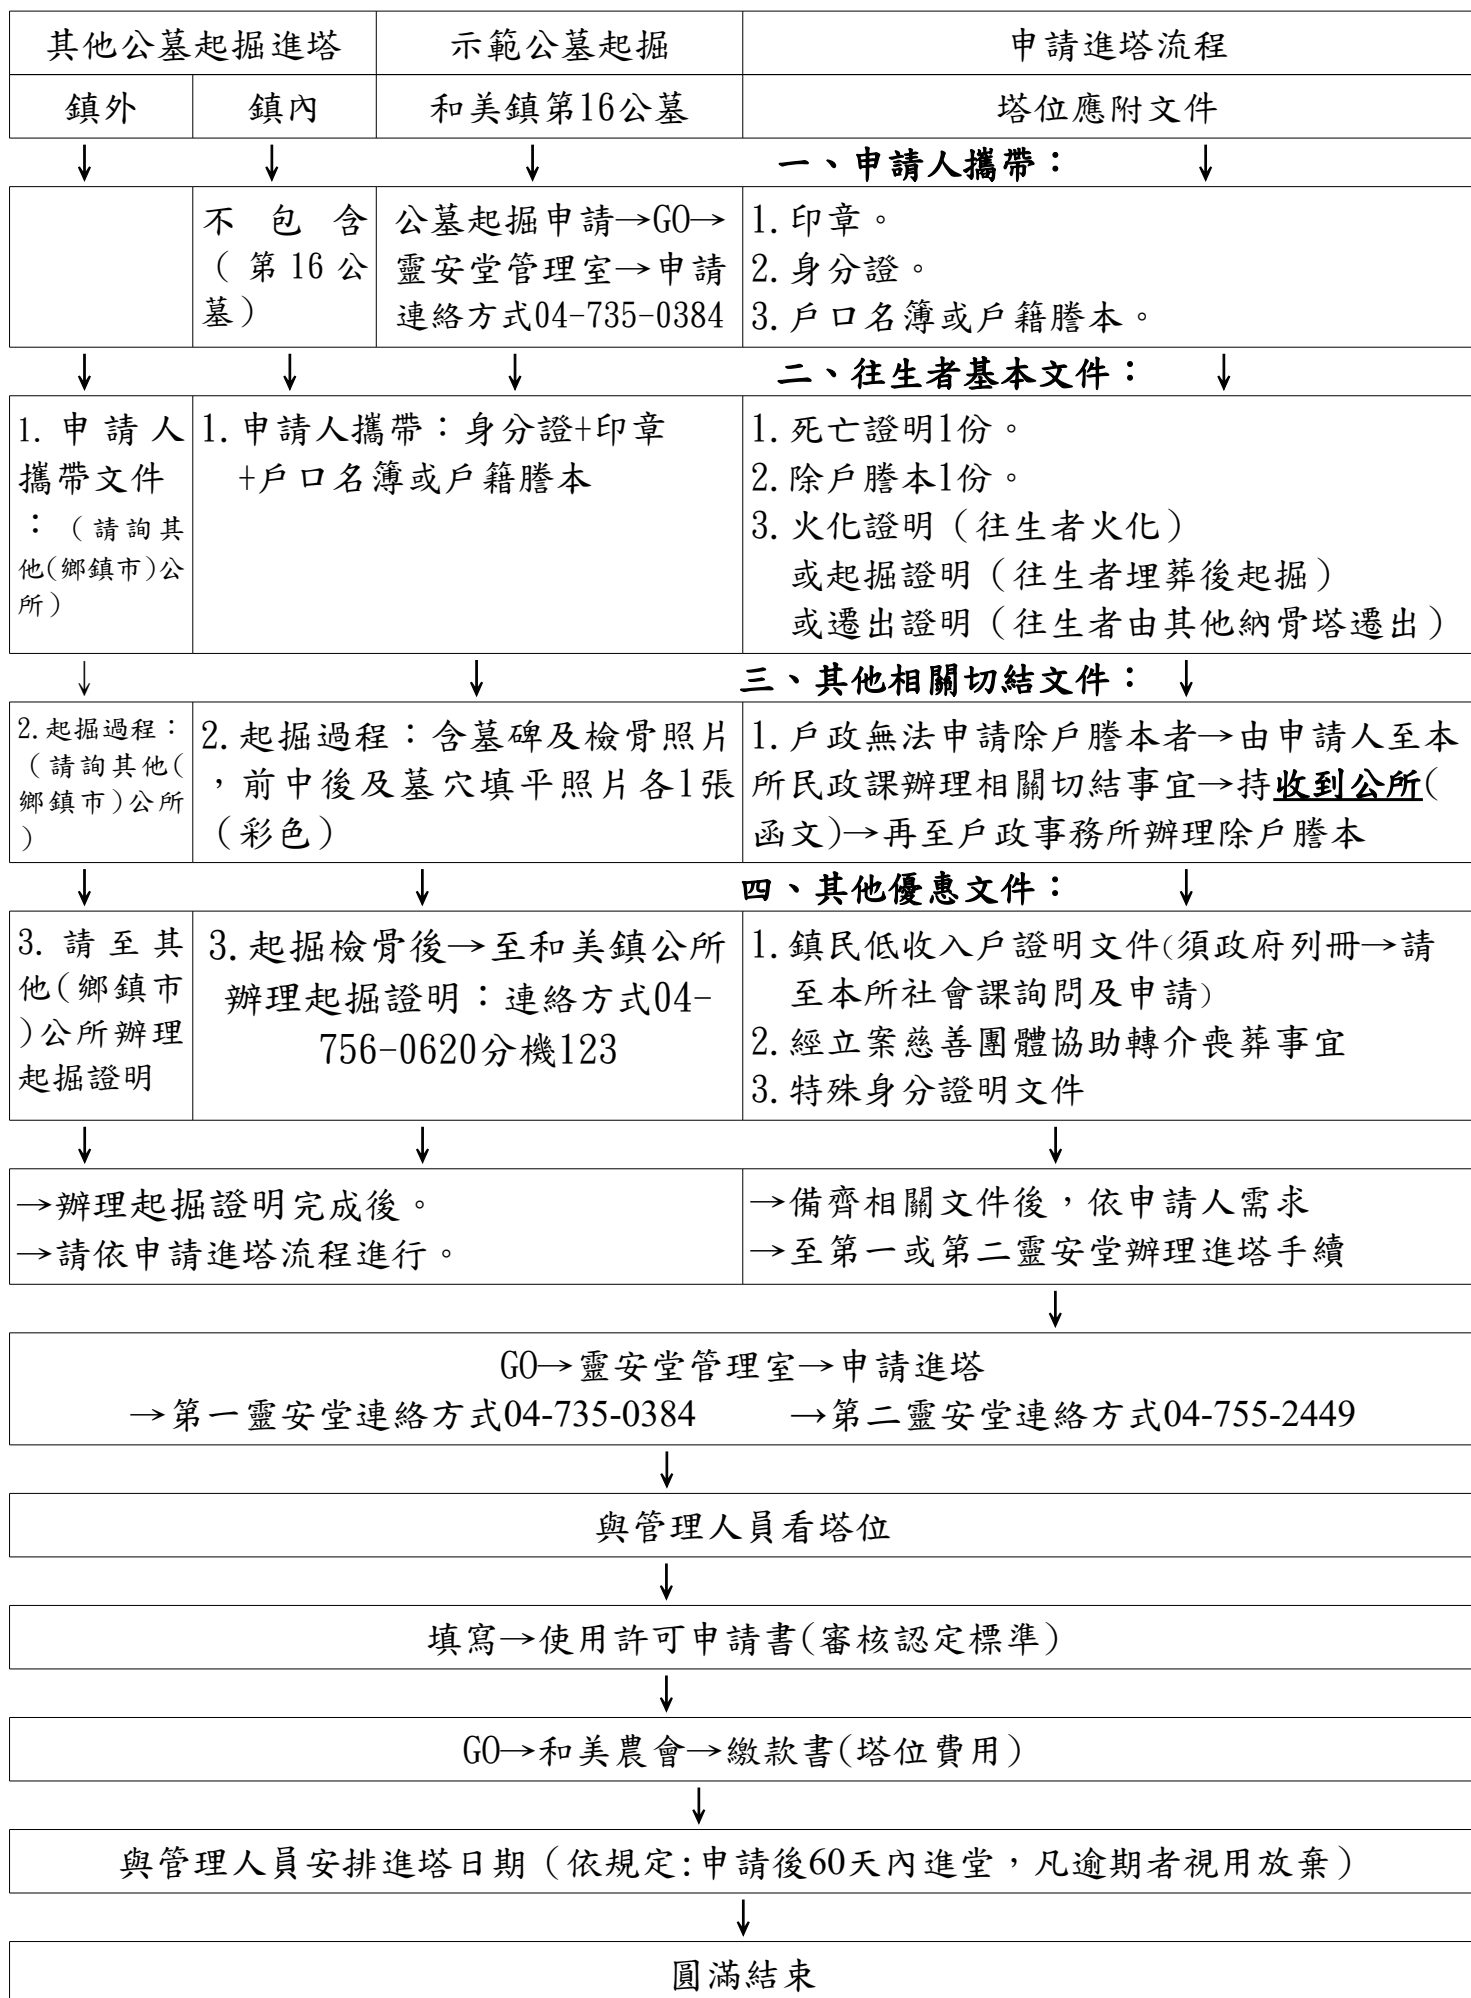 其他公墓起掘進塔
示範公墓起掘
申請進塔流程
鎮外
鎮內
和美鎮第16公墓
塔位應附文件
↓
↓
↓
一、申請人攜帶：
↓
不包含
（第16公
墓）
公墓起掘申請→GO→
靈安堂管理室→申請
連絡方式04-735-0384
1.印章。
2.身分證。
3.戶口名簿或戶籍謄本。
↓
↓
↓
二、往生者基本文件：
↓
1.申請人
攜帶文件
：（請詢其
他(鄉鎮市)公
所）
1.申請人攜帶：身分證+印章
+戶口名簿或戶籍謄本
1.死亡證明1份。
2.除戶謄本1份。
3.火化證明（往生者火化）
或起掘證明（往生者埋葬後起掘）
或遷出證明（往生者由其他納骨塔遷出）
↓
↓
三、其他相關切結文件：
↓
2.起掘過程：
（請詢其他(
鄉鎮市)公所
）
2.起掘過程：含墓碑及檢骨照片
，前中後及墓穴填平照片各1張
（彩色）
1.戶政無法申請除戶謄本者→由申請人至本
所民政課辦理相關切結事宜→持收到公所(
函文)→再至戶政事務所辦理除戶謄本
↓
↓
四、其他優惠文件：
↓
3.請至其
他(鄉鎮市
)公所辦理
起掘證明
3.起掘檢骨後→至和美鎮公所
辦理起掘證明：連絡方式04-
756-0620分機123
1.鎮民低收入戶證明文件(須政府列冊→請
至本所社會課詢問及申請)
2.經立案慈善團體協助轉介喪葬事宜
3.特殊身分證明文件
↓
↓
↓
→辦理起掘證明完成後。
→請依申請進塔流程進行。
→備齊相關文件後，依申請人需求
→至第一或第二靈安堂辦理進塔手續
↓
GO→靈安堂管理室→申請進塔
→第一靈安堂連絡方式04-735-0384 →第二靈安堂連絡方式04-755-2449
↓
與管理人員看塔位
↓
填寫→使用許可申請書(審核認定標準)
↓
GO→和美農會→繳款書(塔位費用)
↓
與管理人員安排進塔日期（依規定:申請後60天內進堂，凡逾期者視用放棄）
↓
圓滿結束